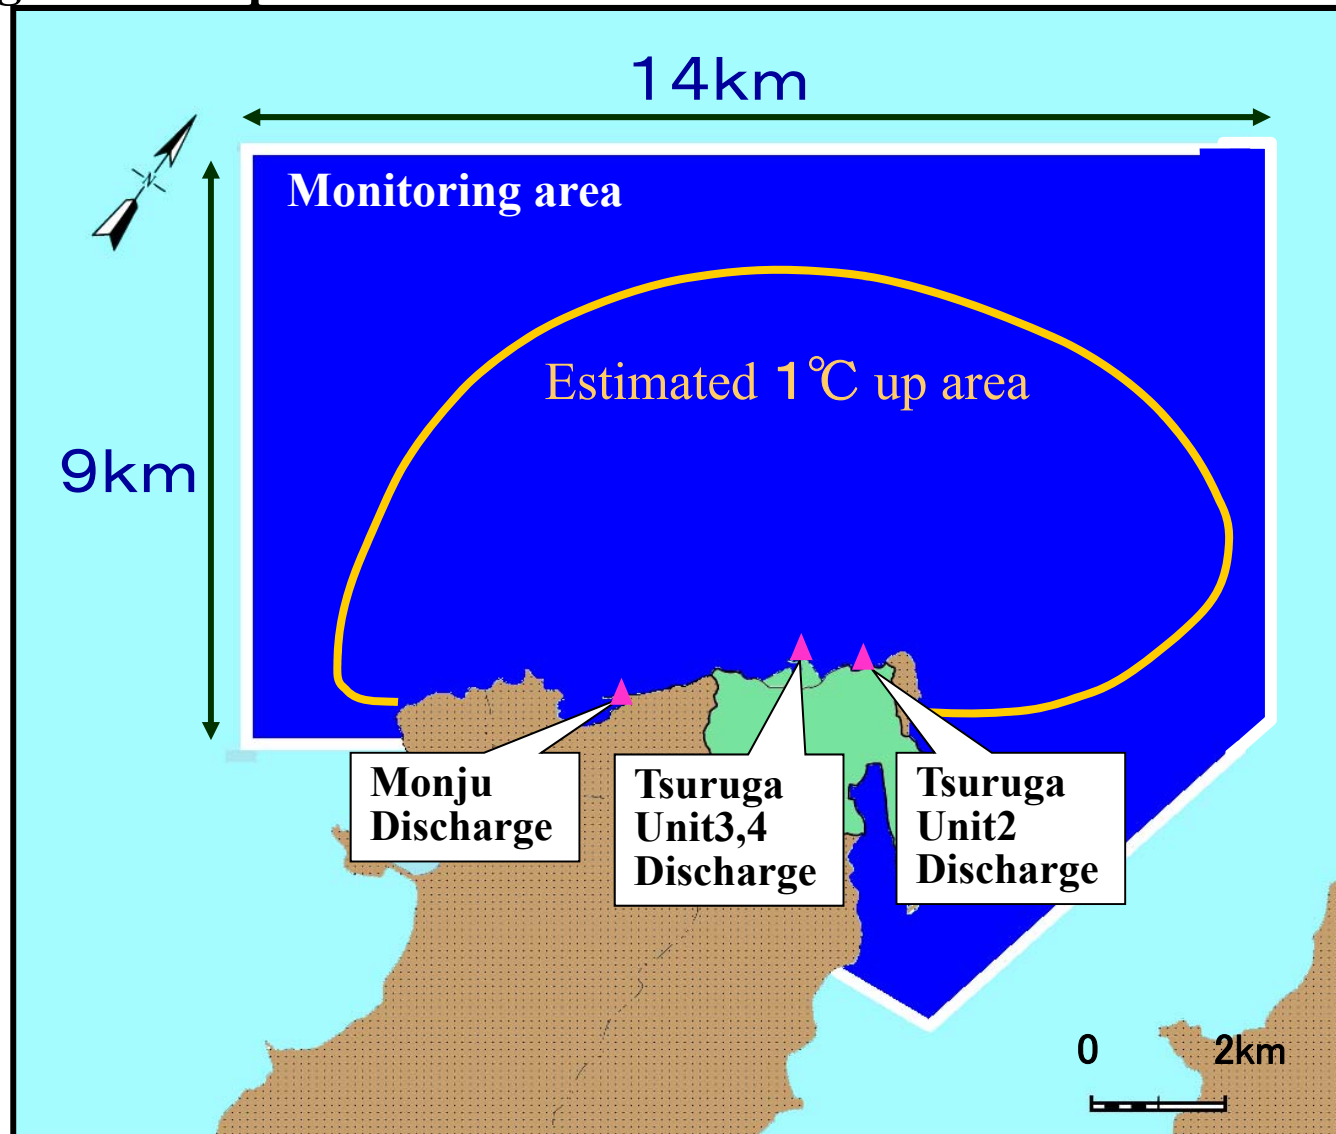 14km
N
Monitoring area
Estimated 1℃ up area
9km
Monju
Discharge
Tsuruga
Unit3,4
Discharge
Tsuruga
Unit2
Discharge
0 2km